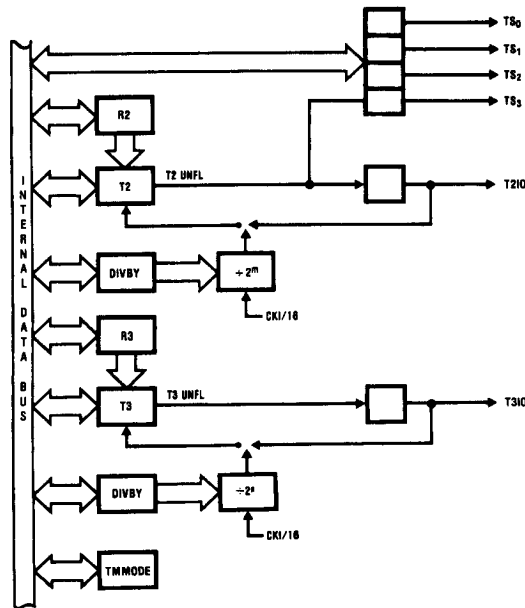 TS0
TS1
TS2
TS3
R2
T2
T2 UNFL
T2IO
DIVBY
÷ 2m
CKI/16
R3
T3
T3 UNFL
T3IO
DIVBY
÷2s
CKI/16
TMMODE
INTERNAL DATA BUS